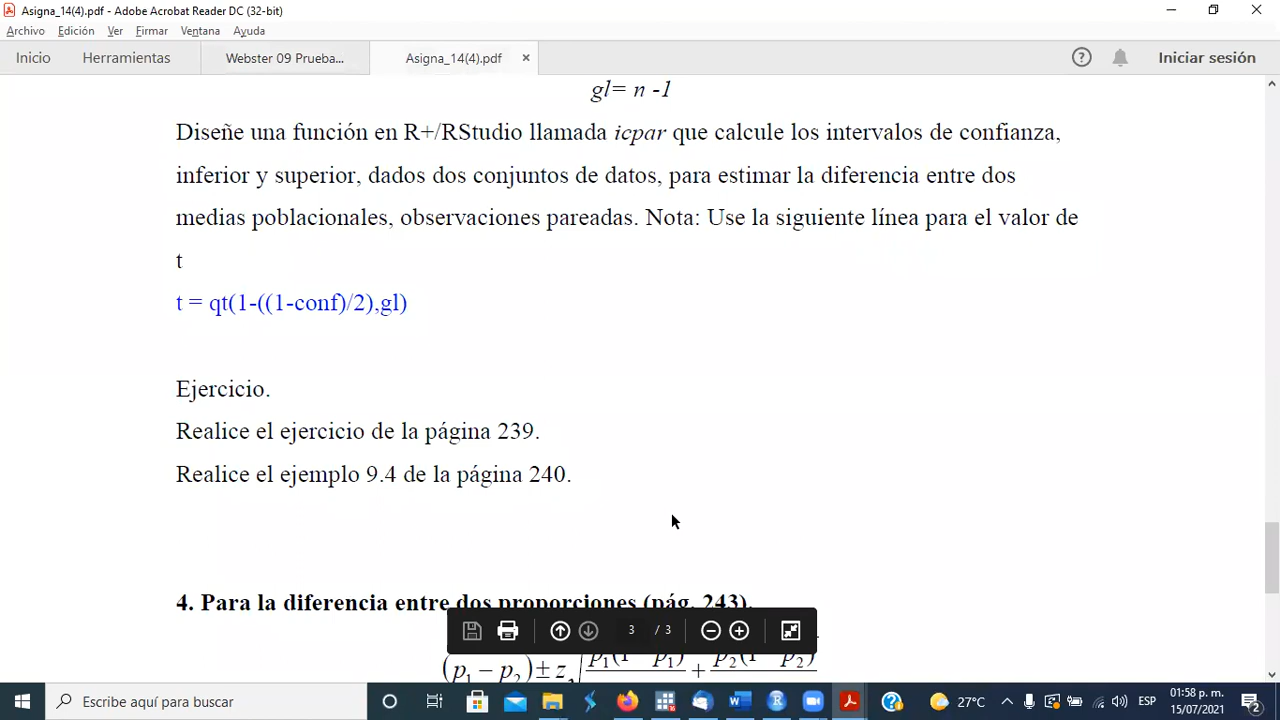 Asigna_14(4).pdf - Adobe Acrobat Reader DC (32-bit)
Archivo Edición Ver Firmar Ventana Ayuda
Inicio Herramientas Webster 09 Prueba... Asigna_14(4).pdf × Iniciar sesión
gl= n -1
Diseñe una función en R+/RStudio llamada icpar que calcule los intervalos de confianza,
inferior y superior, dados dos conjuntos de datos, para estimar la diferencia entre dos
medias poblacionales, observaciones pareadas. Nota: Use la siguiente línea para el valor de
t
t = qt(1-((1-conf)/2),gl)
Ejercicio.
Realice el ejercicio de la página 239.
Realice el ejemplo 9.4 de la página 240.
4. Para la diferencia entre dos proporciones (pág. 243).
3 / 3
Escribe aquí para buscar
27°C
ESP
01:58 p. m.
15/07/2021
2